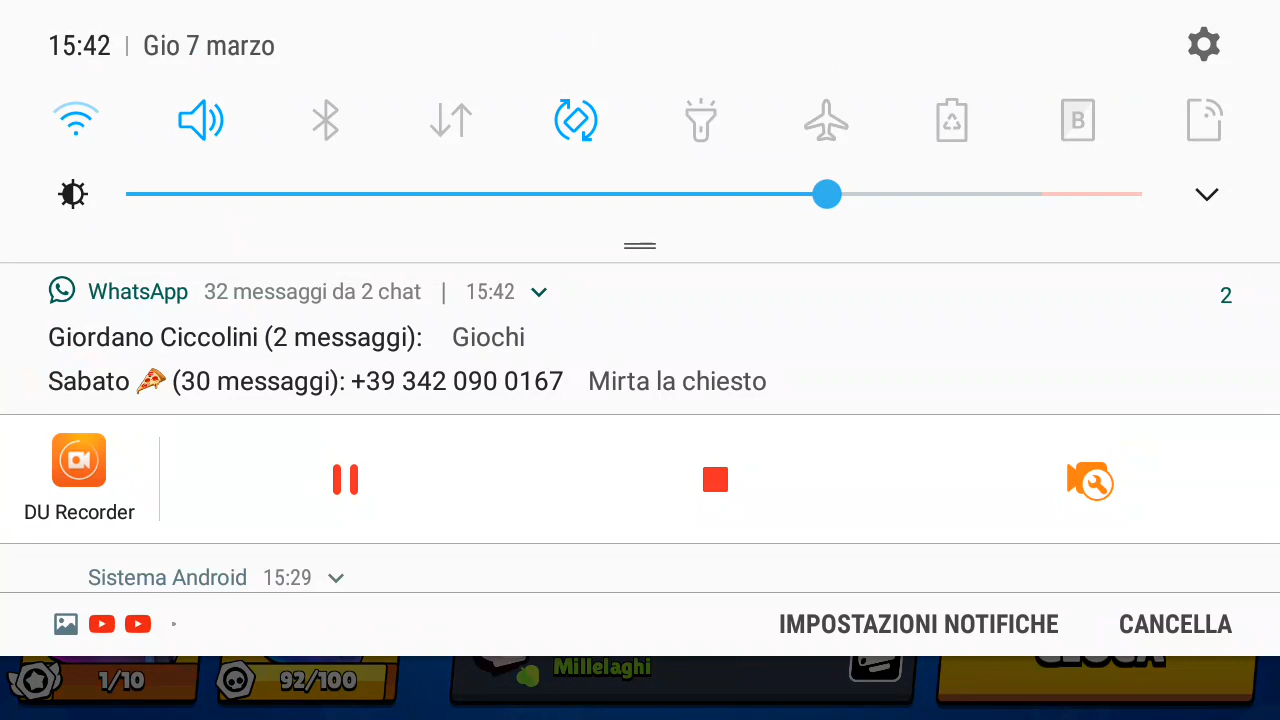 15:42 | Gio 7 marzo
B
WhatsApp 32 messaggi da 2 chat | 15:42
2
Giordano Ciccolini (2 messaggi): Giochi
Sabato 🍕 (30 messaggi): +39 342 090 0167 Mirta la chiesto
DU Recorder
Sistema Android 15:29
IMPOSTAZIONI NOTIFICHE CANCELLA
1/10 92/100 Millelaghi GIOCA